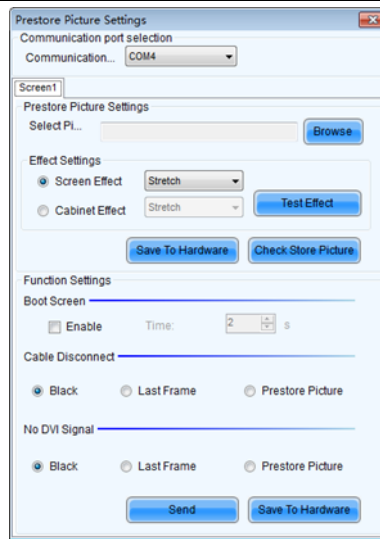 Prestore Picture Settings
Communication port selection
Communication... COM4
Screen1
Prestore Picture Settings
Select Pi... Browse
Effect Settings
Screen Effect Stretch
Cabinet Effect Stretch Test Effect
Save To Hardware Check Store Picture
Function Settings
Boot Screen
Enable Time: 2 s
Cable Disconnect
Black Last Frame Prestore Picture
No DVI Signal
Black Last Frame Prestore Picture
Send Save To Hardware